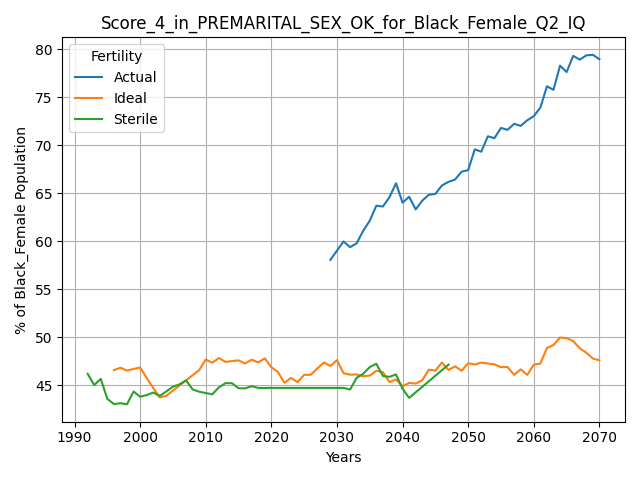 Score_4_in_PREMARITAL_SEX_OK_for_Black_Female_Q2_IQ
Fertility
Actual
Ideal
Sterile
% of Black_Female Population
80
75
70
65
60
55
50
45
1990 2000 2010 2020 2030 2040 2050 2060 2070
Years